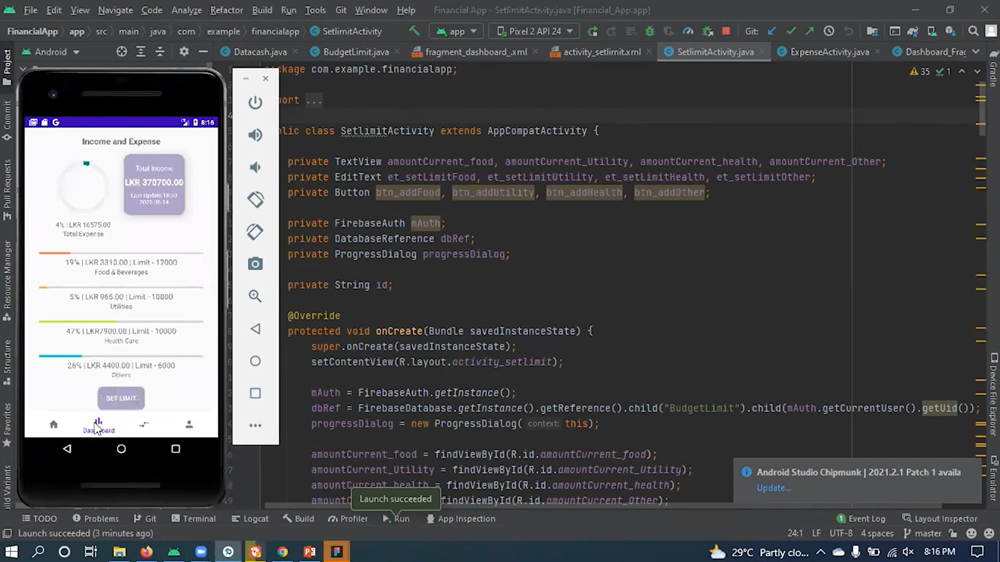 File Edit View Navigate Code Analyze Refactor Build Run Tools Git Window Help Financial App - SetlimitActivity.java [Financial_App.app]
FinancialApp app src main java com example financialapp SetlimitActivity app Pixel 2 API 24 Git:
Android Datacash.java BudgetLimit.java fragment_dashboard_.xml activity_setlimit.xml SetlimitActivity.java ExpenseActivity.java Dashboard_Frag
Project
Commit
Pull Requests
Resource Manager
Structure
Favorites
ild Variants
8:16
Income and Expense
Total Income
LKR 370700.00
Last Update 18:30
2022-05-14
4% | LKR 16575.00
Total Expense
19% | LKR 3310.00 | Limit - 12000
Food & Beverages
5% | LKR 965.00 | Limit - 10000
Utilities
47% | LKR7900.00 | Limit - 10000
Health Care
26% | LKR 4400.00 | Limit - 6000
Others
SET LIMIT
Dashboard
ckage com.example.financialapp;
35 1
port ...
lic class SetlimitActivity extends AppCompatActivity {
private TextView amountCurrent_food, amountCurrent_Utility, amountCurrent_health, amountCurrent_Other;
private EditText et_setLimitFood, et_setLimitUtility, et_setLimitHealth, et_setLimitOther;
private Button btn_addFood, btn_addUtility, btn_addHealth, btn_addOther;
private FirebaseAuth mAuth;
private DatabaseReference dbRef;
private ProgressDialog progressDialog;
private String id;
@Override
protected void onCreate(Bundle savedInstanceState) {
super.onCreate(savedInstanceState);
setContentView(R.layout.activity_setlimit);
mAuth = FirebaseAuth.getInstance();
dbRef = FirebaseDatabase.getInstance().getReference().child("BudgetLimit").child(mAuth.getCurrentUser().getUid());
progressDialog = new ProgressDialog( context: this);
amountCurrent_food = findViewById(R.id.amountCurrent_food);
amountCurrent_Utility = findViewById(R.id.amountCurrent_Utility);
amountCurrent_health = findViewById(R.id.amountCurrent_health);
findViewById(R.id.amountCurrent_Other);
Launch succeeded
Android Studio Chipmunk | 2021.2.1 Patch 1 availa
Update...
Gradle
Device File Explorer
Emulator
TODO Problems Git Terminal Logcat Build Profiler Run App Inspection 1 Event Log Layout Inspector
Launch succeeded (3 minutes ago) 24:1 LF UTF-8 4 spaces master
29°C Partly clo... 8:16 PM